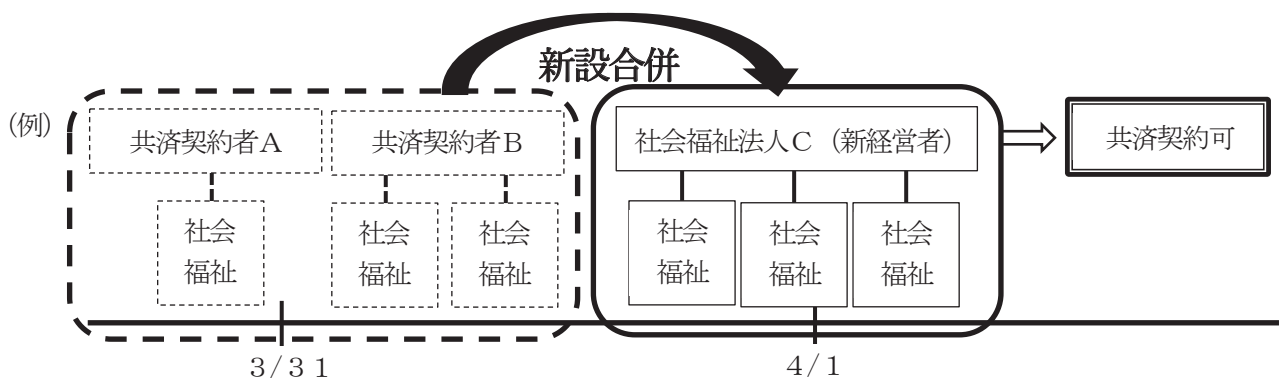 新設合併
(例)
共済契約者A
共済契約者B
社会福祉法人C（新経営者）
共済契約可
社会
福祉
社会
福祉
社会
福祉
社会
福祉
社会
福祉
社会
福祉
3/31
4/1